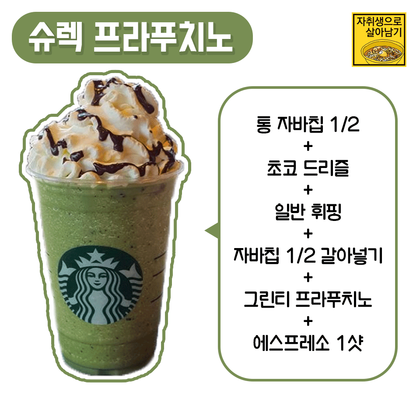 슈렉 프라푸치노
자취생으로
살아남기
통 자바칩 1/2
+
초코 드리즐
+
일반 휘핑
+
자바칩 1/2 갈아넣기
+
그린티 프라푸치노
+
에스프레소 1샷